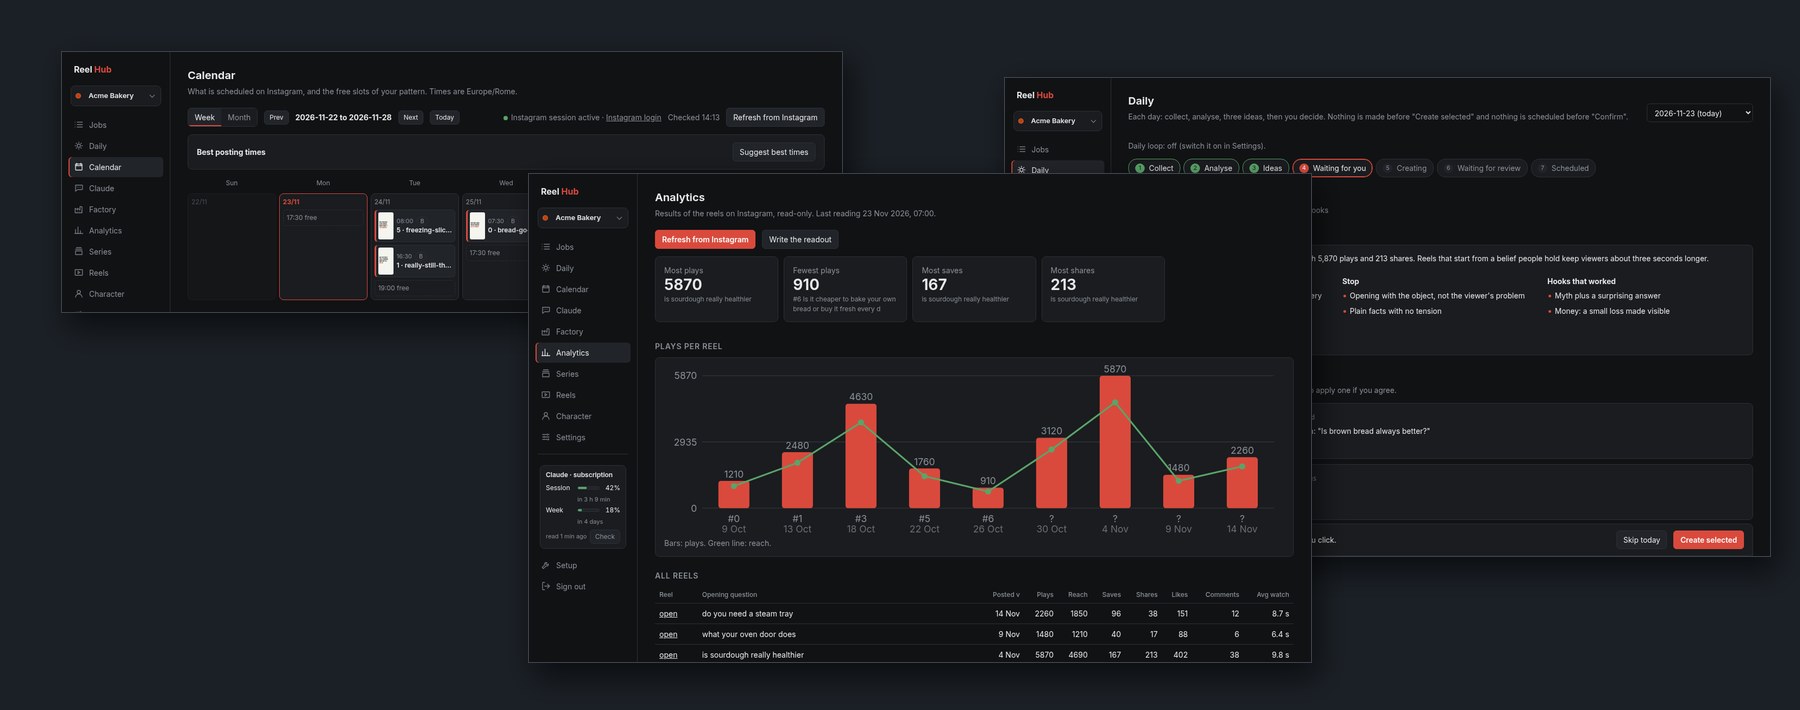 Reel Hub
Acme Bakery
Jobs
Daily
Calendar
Claude
Factory
Analytics
Series
Reels
Character
Calendar
What is scheduled on Instagram, and the free slots of your pattern. Times are Europe/Rome.
Week Month Prev 2026-11-22 to 2026-11-28 Next Today Instagram session active · Instagram login Checked 14:13 Refresh from Instagram
Best posting times Suggest best times
Sun Mon Tue Wed
22/11 23/11 24/11 25/11
17:30 free
06:00 B
5 · freezing-slic...
16:30 B
1 · really-still-th...
19:00 free
07:30 B
0 · bread-go
17:30 free
Reel Hub
Acme Bakery
Jobs
Daily
Daily
Each day: collect, analyse, three ideas, then you decide. Nothing is made before "Create selected" and nothing is scheduled before "Confirm".
2026-11-23 (today)
Daily loop: off (switch it on in Settings).
1 Collect 2 Analyse 3 Ideas 4 Waiting for you 5 Creating 6 Waiting for review 7 Scheduled
ooks
5,870 plays and 213 shares. Reels that start from a belief people hold keep viewers about three seconds longer.
Stop Hooks that worked
Opening with the object, not the viewer's problem Myth plus a surprising answer
Plain facts with no tension Money: a small loss made visible
apply one if you agree.
: "Is brown bread always better?"
u click. Skip today Create selected
Reel Hub
Acme Bakery
Jobs
Daily
Calendar
Claude
Factory
Analytics
Series
Reels
Character
Settings
Claude · subscription
Session 42%
in 3 h 8 min
Week 18%
in 4 days
read 1 min ago Check
Setup
Sign out
Analytics
Results of the reels on Instagram, read-only. Last reading 23 Nov 2026, 07:00.
Refresh from Instagram Write the readout
Most plays
5870
is sourdough really healthier
Fewest plays
910
#6 is it cheaper to bake your own
bread or buy it fresh every d
Most saves
167
is sourdough really healthier
Most shares
213
is sourdough really healthier
PLAYS PER REEL
5870
2935
0
1210 2480 4630 1760 910 3120 5870 1480 2260
#0 #1 #3 #5 #6 ? ? ? ?
9 Oct 13 Oct 18 Oct 22 Oct 26 Oct 30 Oct 4 Nov 9 Nov 14 Nov
Bars: plays. Green line: reach.
ALL REELS
Reel Opening question Posted v Plays Reach Saves Shares Likes Comments Avg watch
open do you need a steam tray 14 Nov 2260 1850 96 38 151 12 8.7 s
open what your oven door does 9 Nov 1480 1210 40 17 88 6 6.4 s
open is sourdough really healthier 4 Nov 5870 4690 167 213 402 38 9.8 s